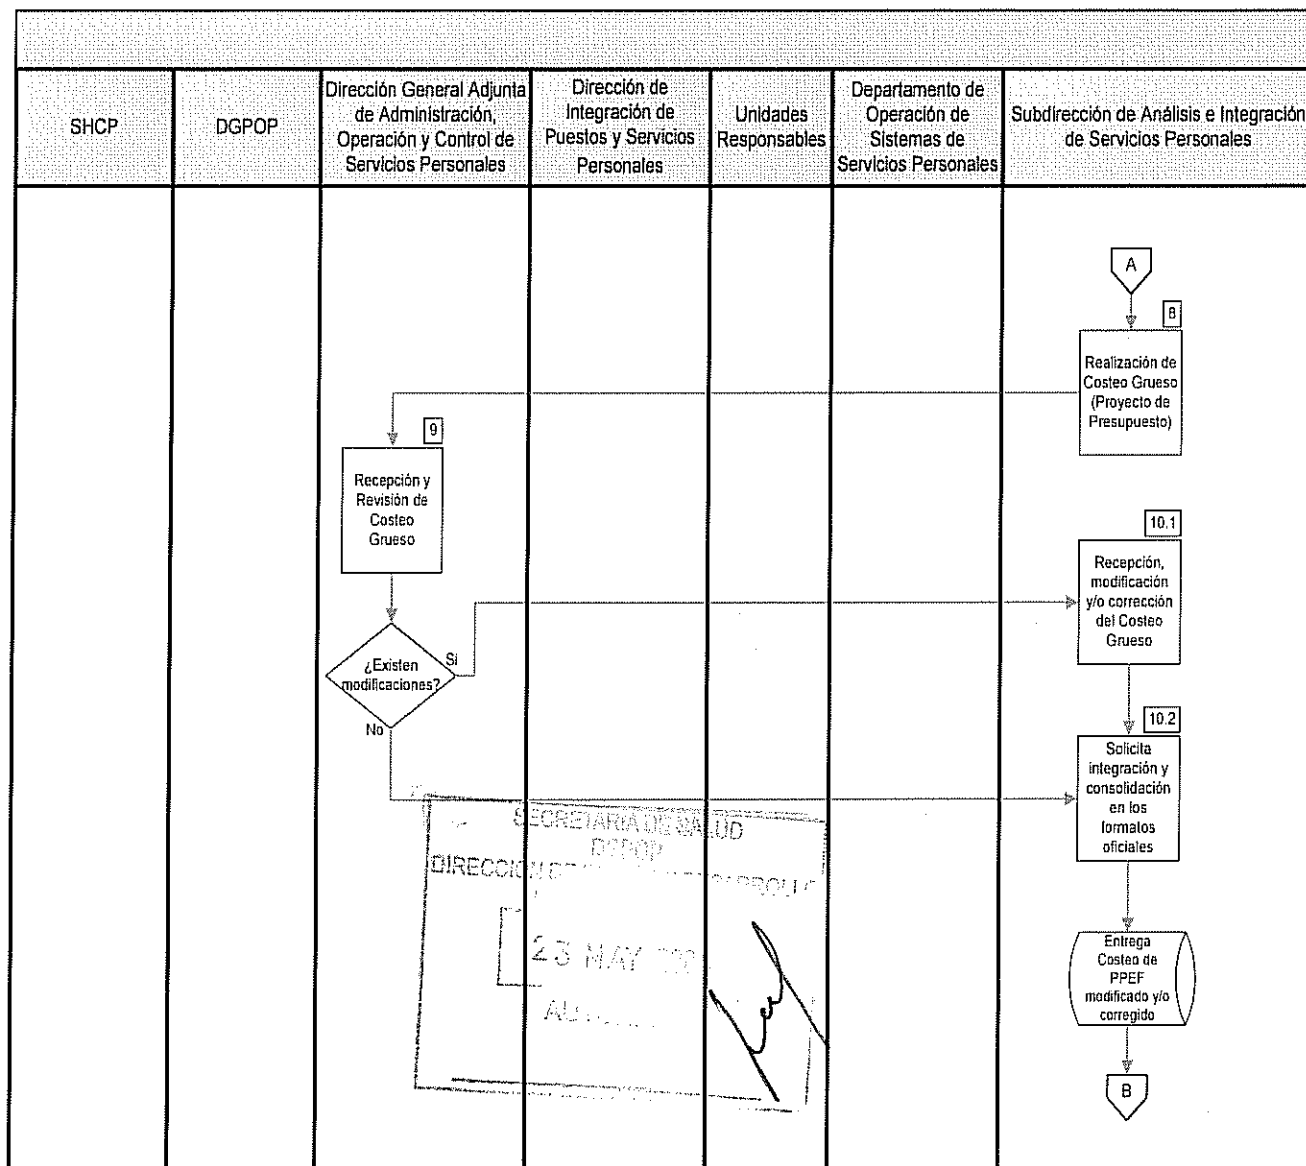 SHCP
DGPOP
Dirección General Adjunta
de Administración,
Operación y Control de
Servicios Personales
Dirección de
Integración de
Puestos y Servicios
Personales
Unidades
Responsables
Departamento de
Operación de
Sistemas de
Servicios Personales
Subdirección de Análisis e Integración
de Servicios Personales
A
8
Realización de
Costeo Grueso
(Proyecto de
Presupuesto)
9
Recepción y
Revisión de
Costeo
Grueso
10.1
Recepción,
modificación
y/o corrección
del Costeo
Grueso
¿Existen
modificaciones?
Si
No
10.2
Solicita
integración y
consolidación
en los
formatos
oficiales
SECRETARIA DE SALUD
DGPOP
DIRECCION
23 MAY
Entrega
Costeo de
PPEF
modificado y/o
corregido
B